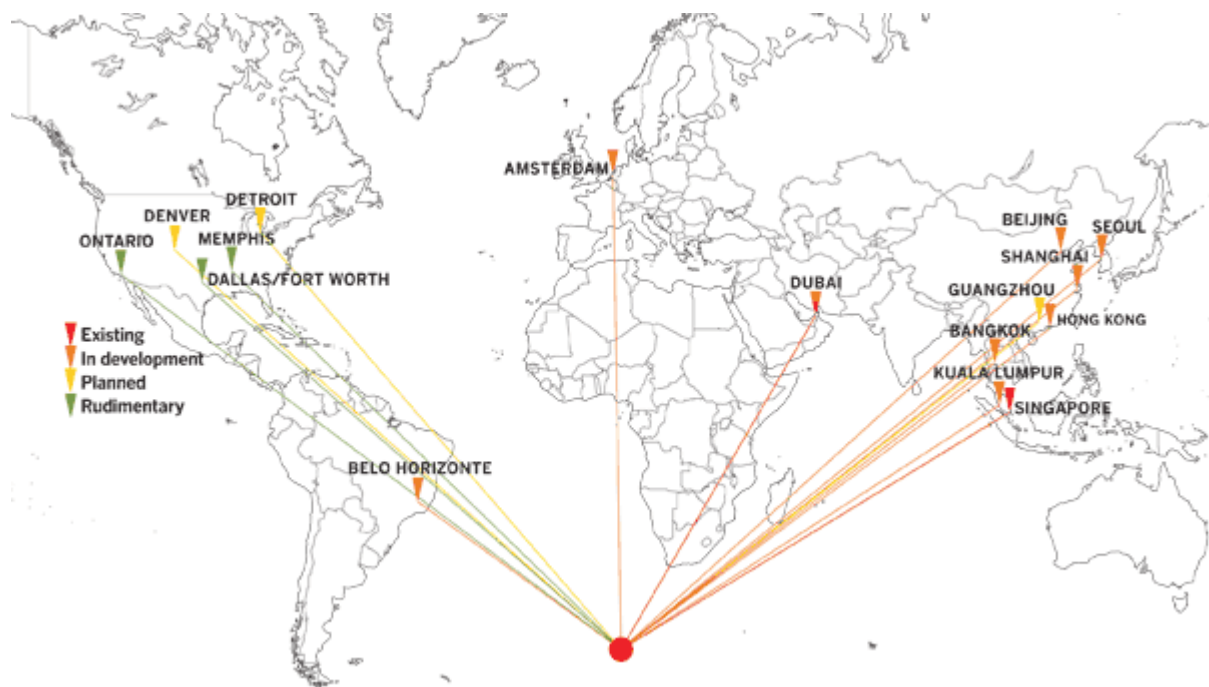 AMSTERDAM
DETROIT
DENVER
ONTARIO
MEMPHIS
DALLAS/FORT WORTH
BEIJING
SEOUL
SHANGHAI
DUBAI
GUANGZHOU
HONG KONG
BANGKOK
KUALA LUMPUR
SINGAPORE
Existing
In development
Planned
Rudimentary
BELO HORIZONTE